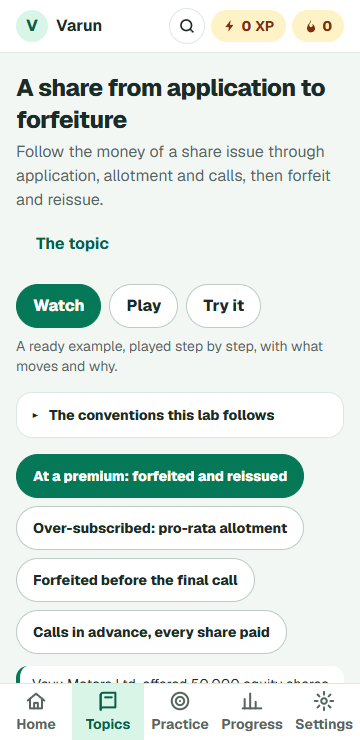 V Varun 0 XP 0
A share from application to
forfeiture
Follow the money of a share issue through
application, allotment and calls, then forfeit
and reissue.
The topic
Watch Play Try it
A ready example, played step by step, with what
moves and why.
The conventions this lab follows
At a premium: forfeited and reissued
Over-subscribed: pro-rata allotment
Forfeited before the final call
Calls in advance, every share paid
Home Topics Practice Progress Settings